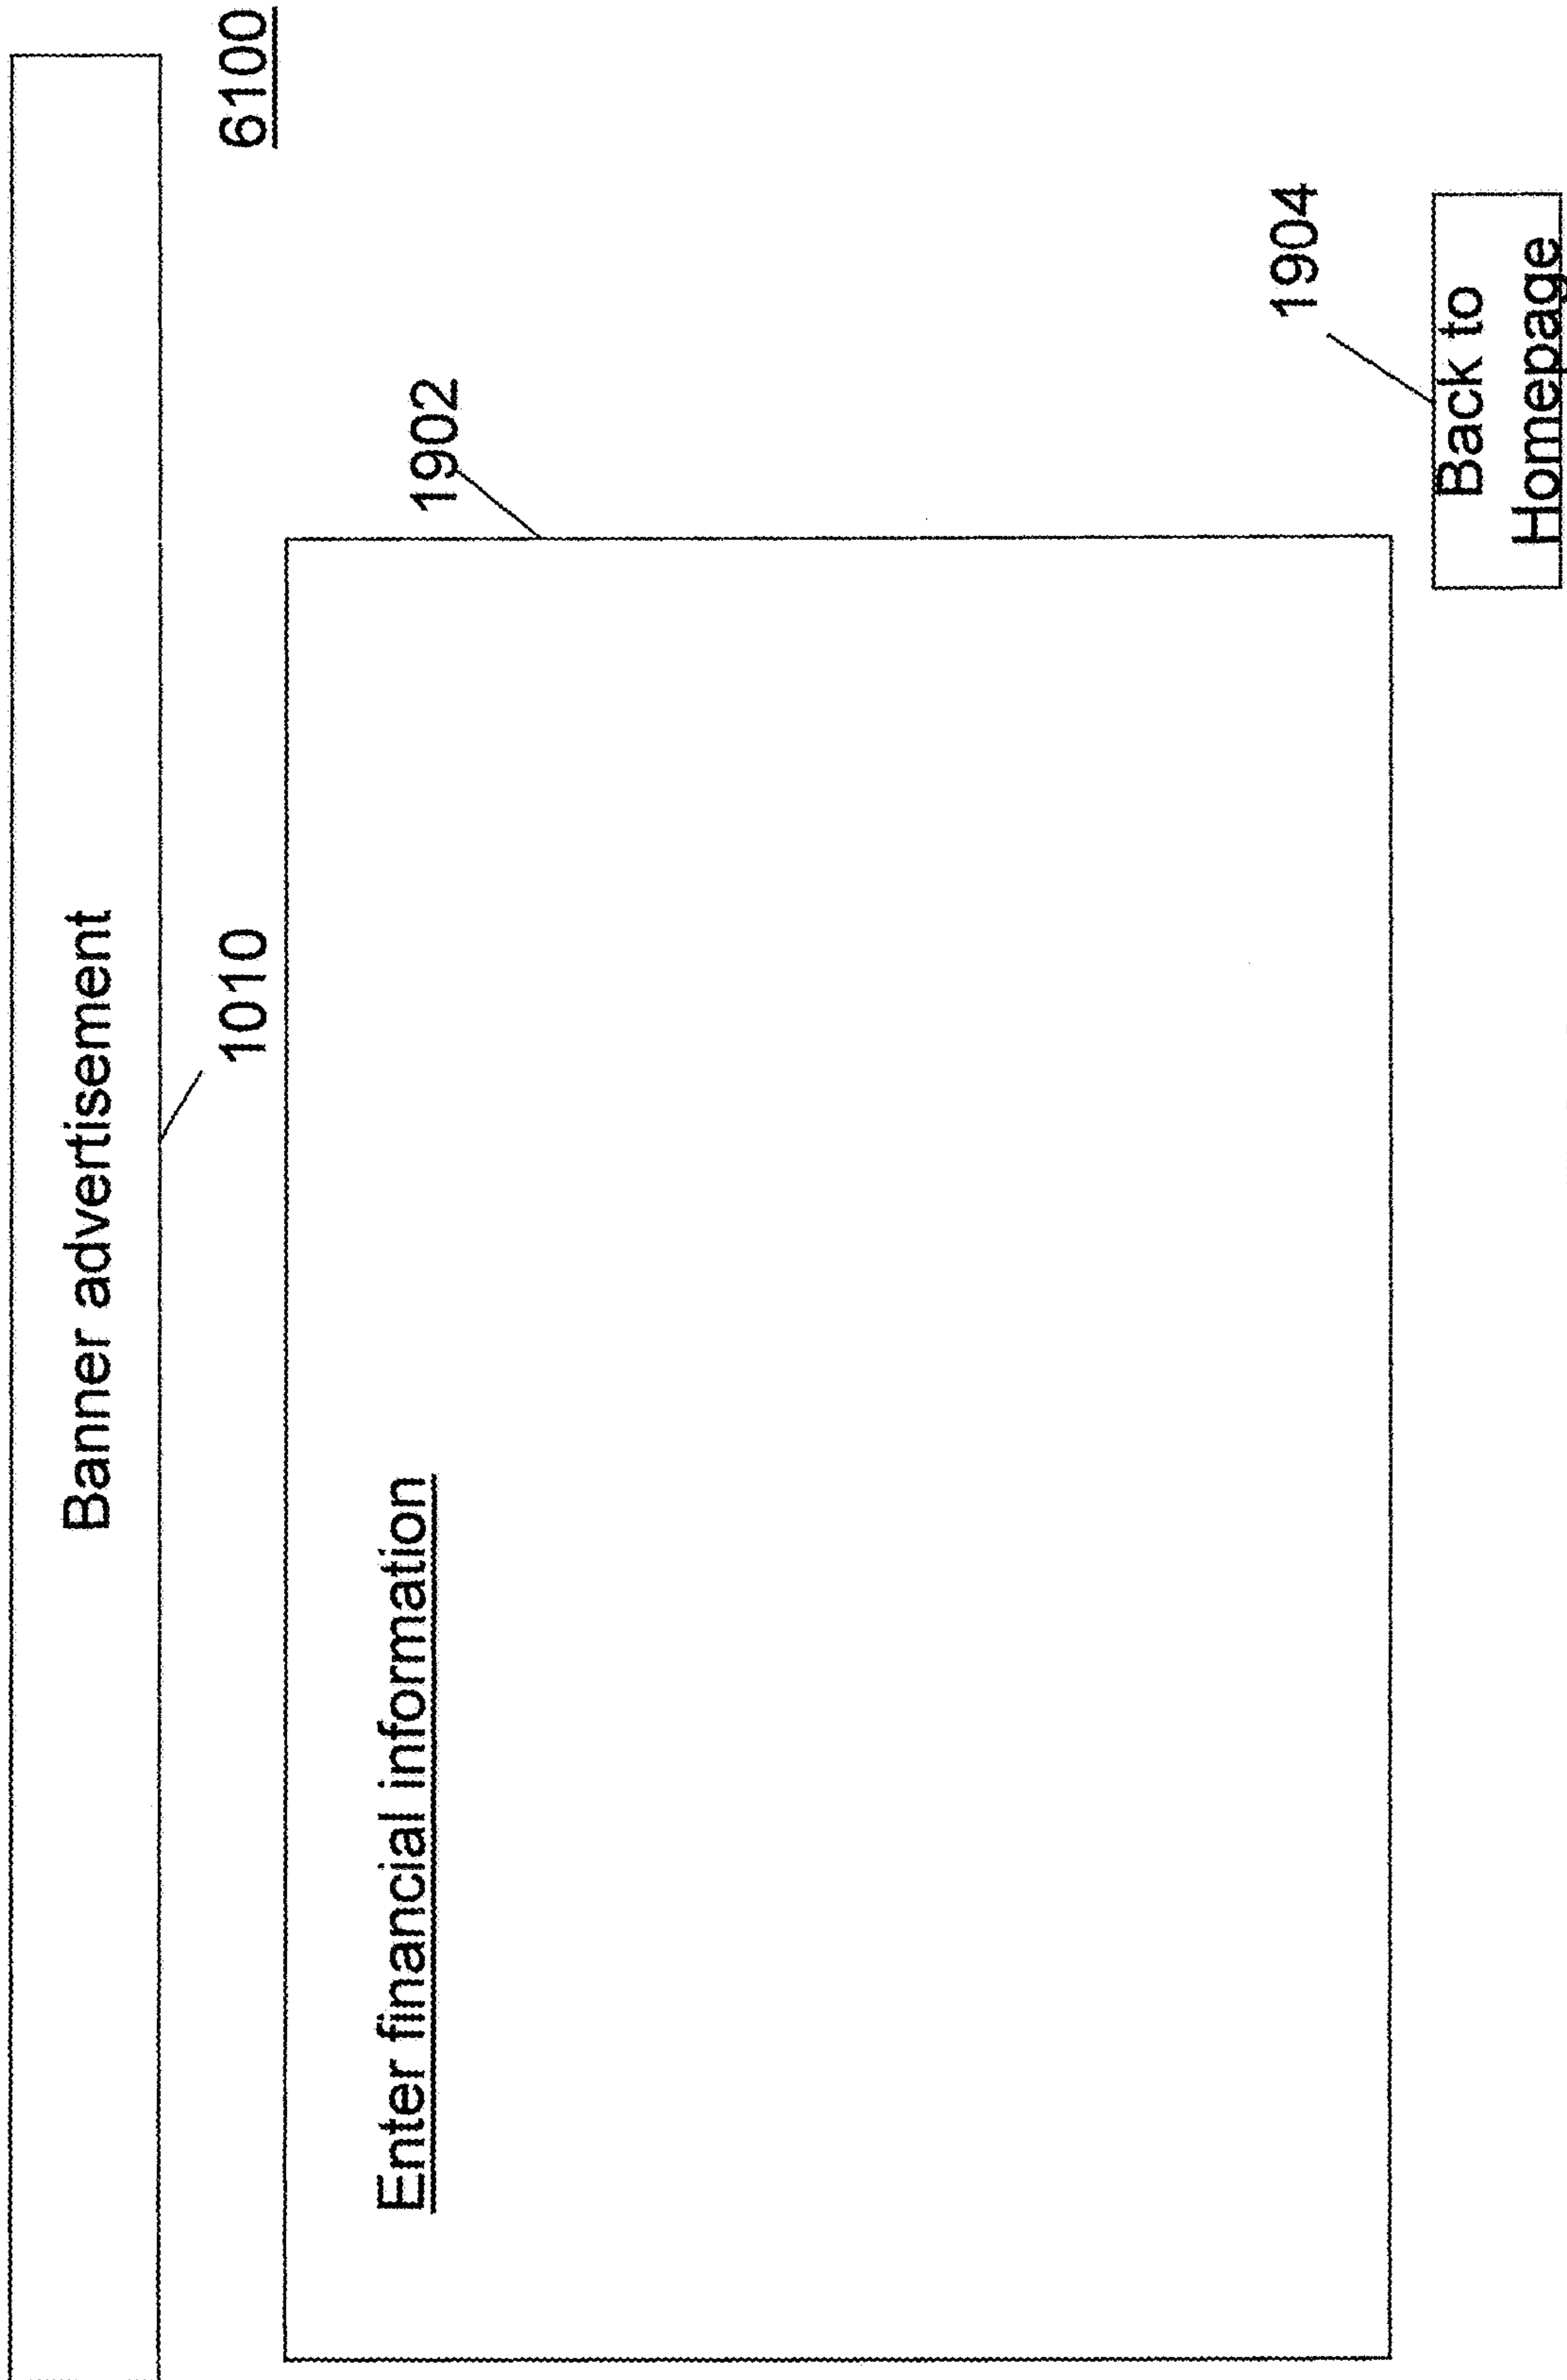 Banner advertisement
6100
1010
1902
Enter financial information
1904
Back to
Homepage